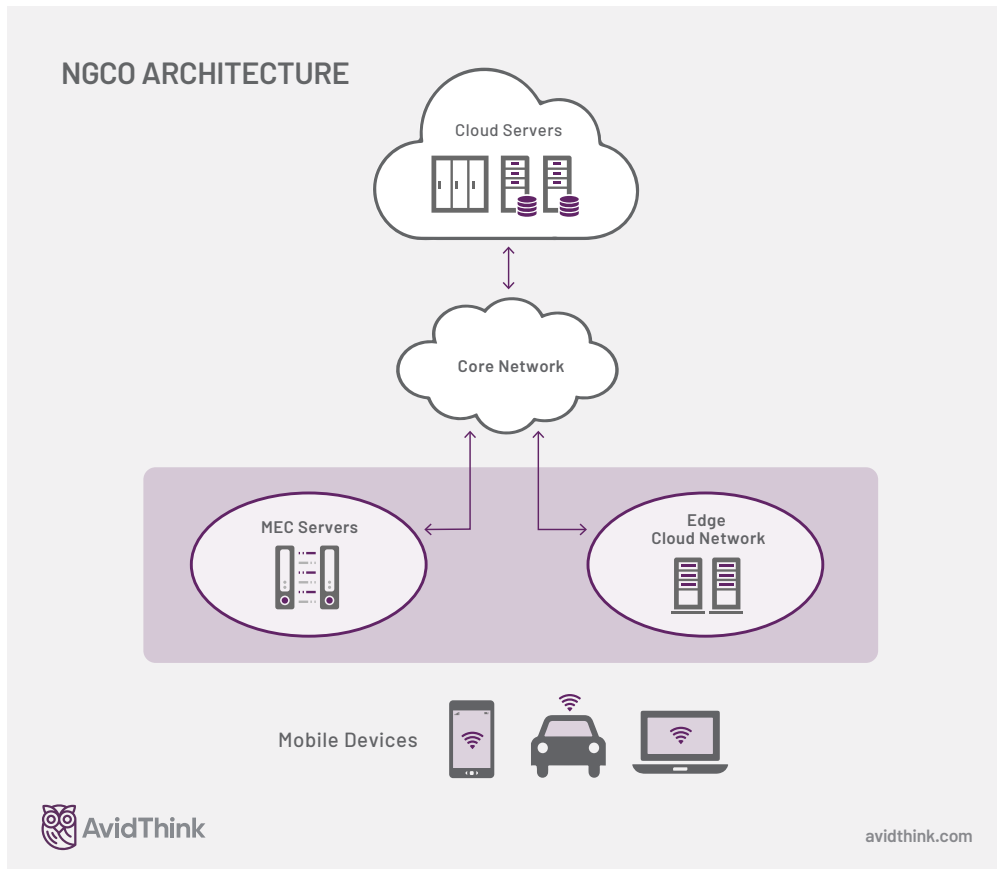 NGCO ARCHITECTURE
Cloud Servers
Core Network
MEC Servers
Edge
Cloud Network
Mobile Devices
AvidThink
avidthink.com